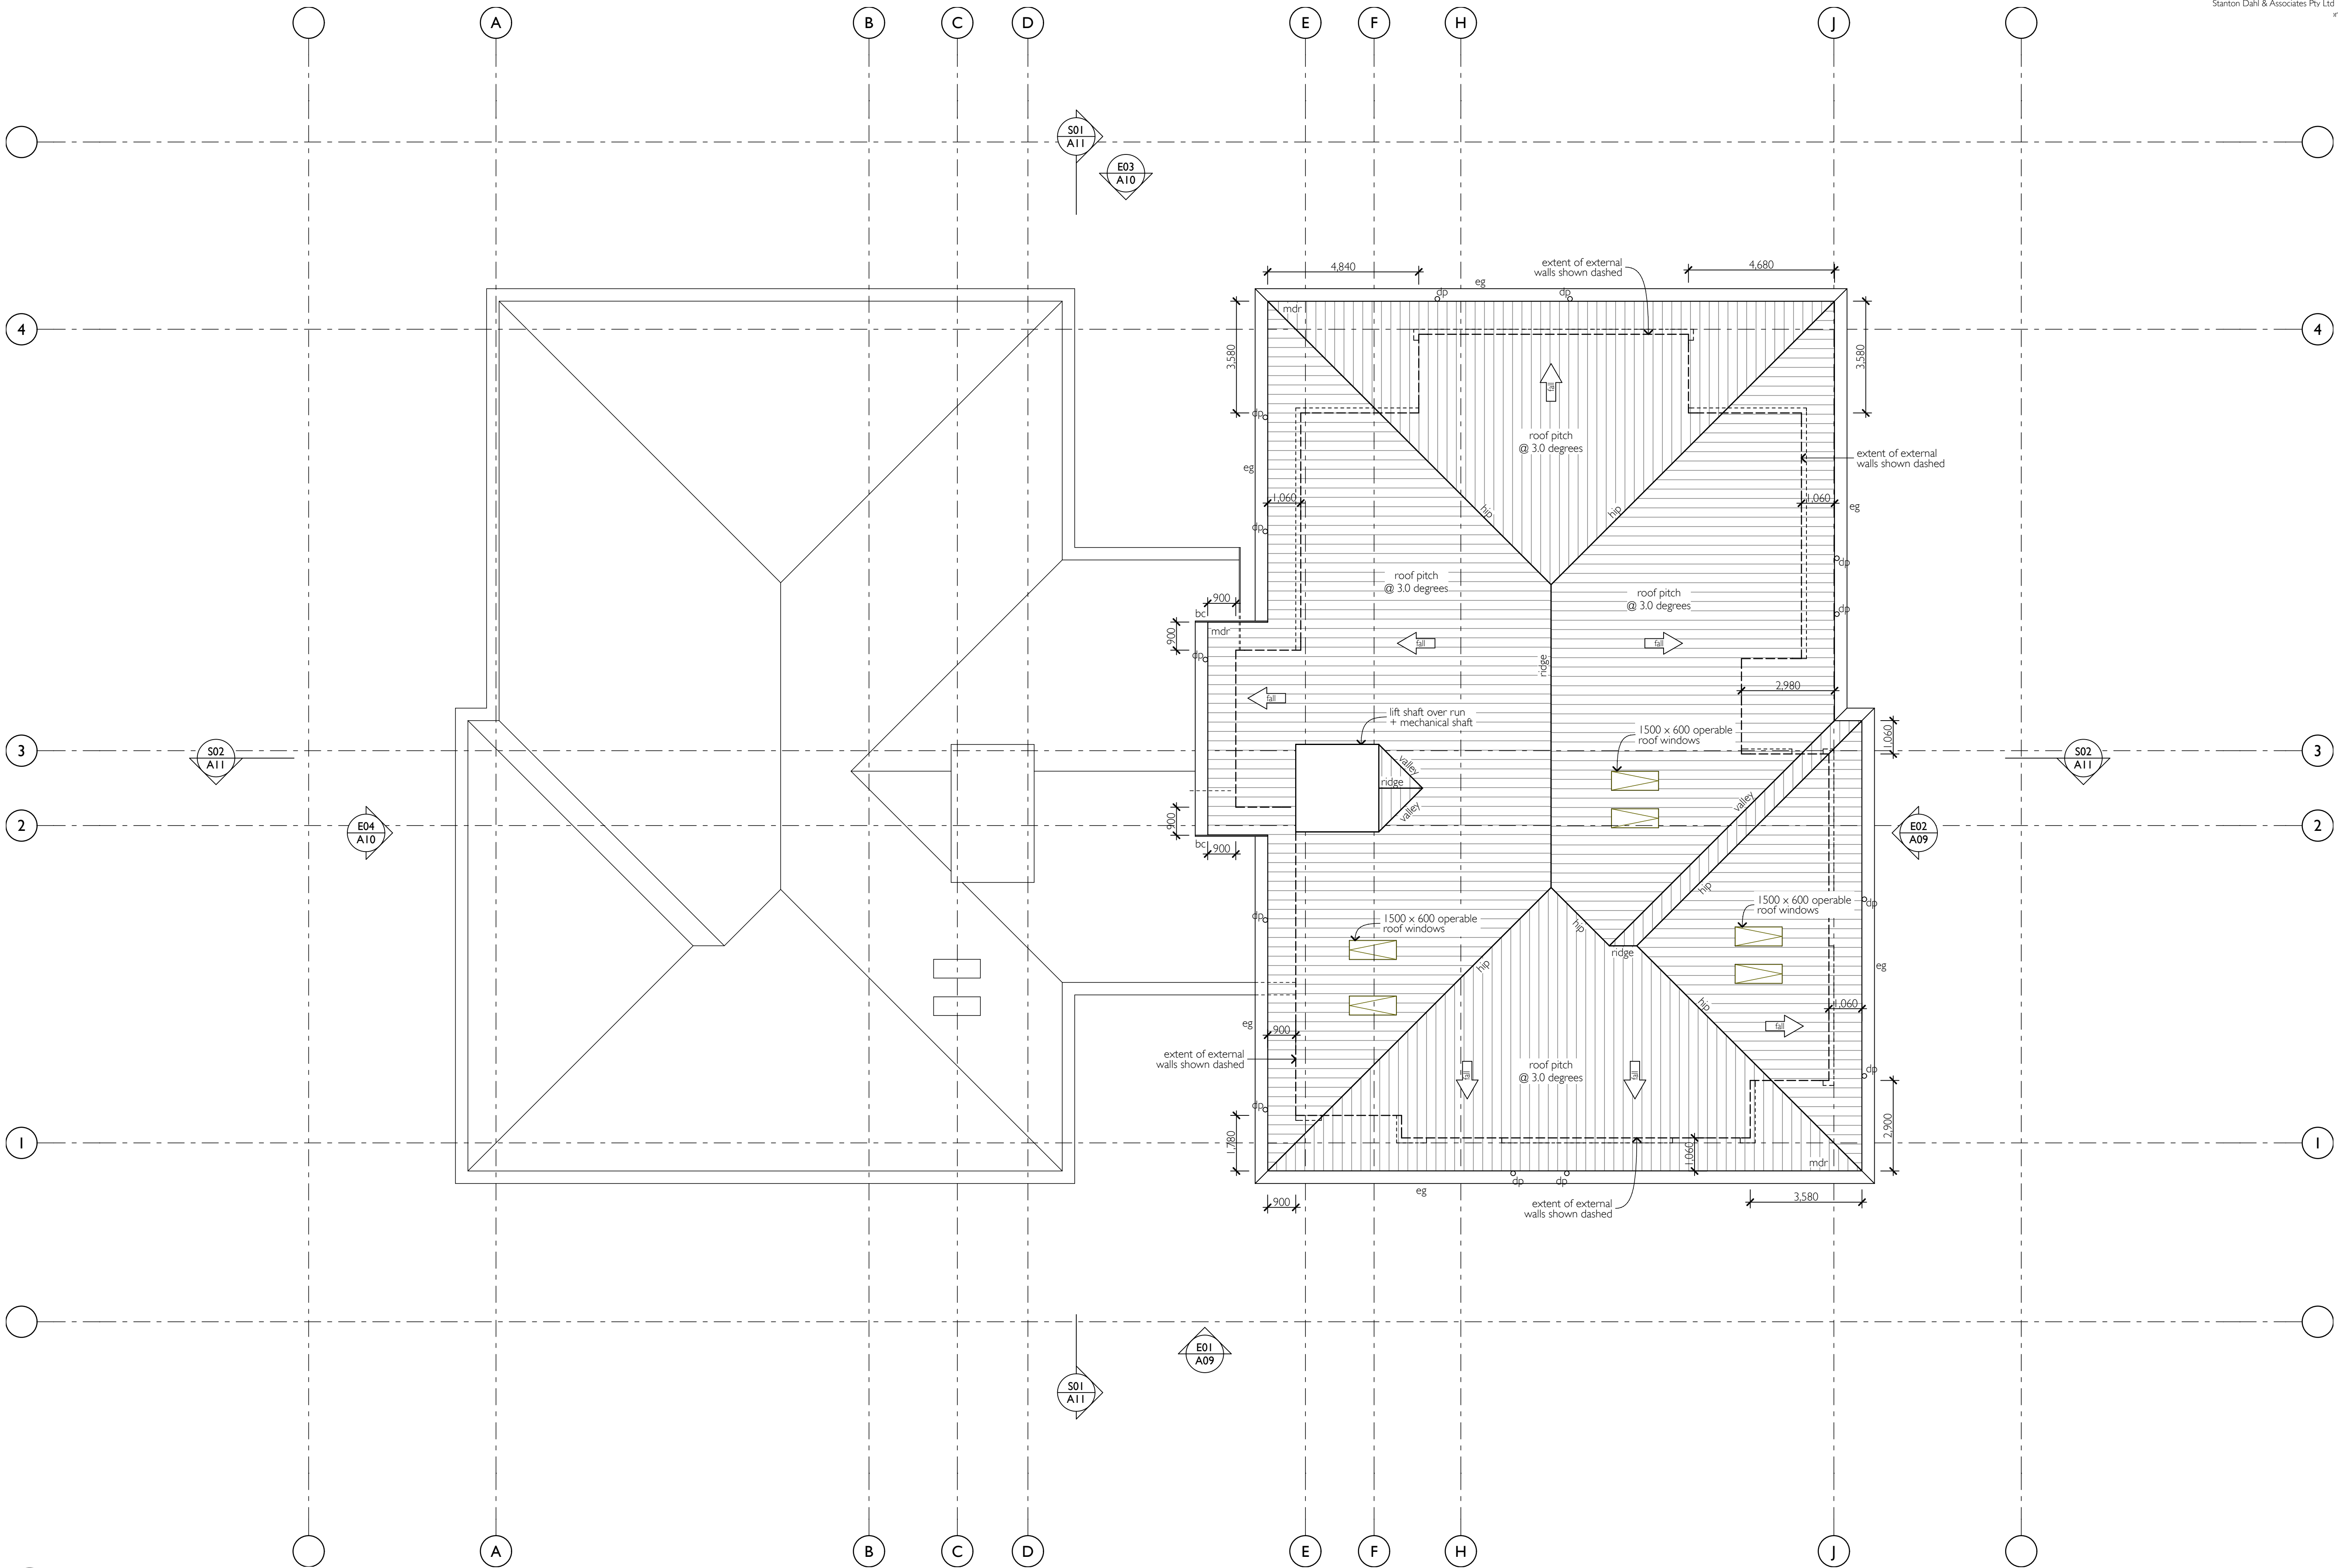 Stanton Dahl & Associates Pty Ltd
A
B
C
D
E
F
H
J
S01
A11
E03
A10
extent of external
walls shown dashed
4,840
4,680
eg
dp
dp
mdr
4
4
3,580
3,580
fall
dp
roof pitch
@ 3.0 degrees
extent of external
walls shown dashed
eg
1,060
1,060
eg
hip
hip
dp
dp
roof pitch
@ 3.0 degrees
roof pitch
@ 3.0 degrees
900
bc
dp
mdr
900
fall
fall
dp
ridge
2,980
fall
lift shaft over run
+ mechanical shaft
1500 x 600 operable
roof windows
1,060
3
S02
A11
S02
A11
3
valley
ridge
valley
valley
900
2
E04
A10
E02
A09
2
bc
900
hip
1500 x 600 operable
roof windows
dp
1500 x 600 operable
roof windows
dp
hip
ridge
hip
eg
hip
1,060
eg
900
fall
extent of external
walls shown dashed
roof pitch
@ 3.0 degrees
fall
fall
dp
dp
1
1,780
1,060
2,900
1
mdr
dp
dp
eg
900
3,580
extent of external
walls shown dashed
E01
A09
S01
A11
A
B
C
D
E
F
H
J